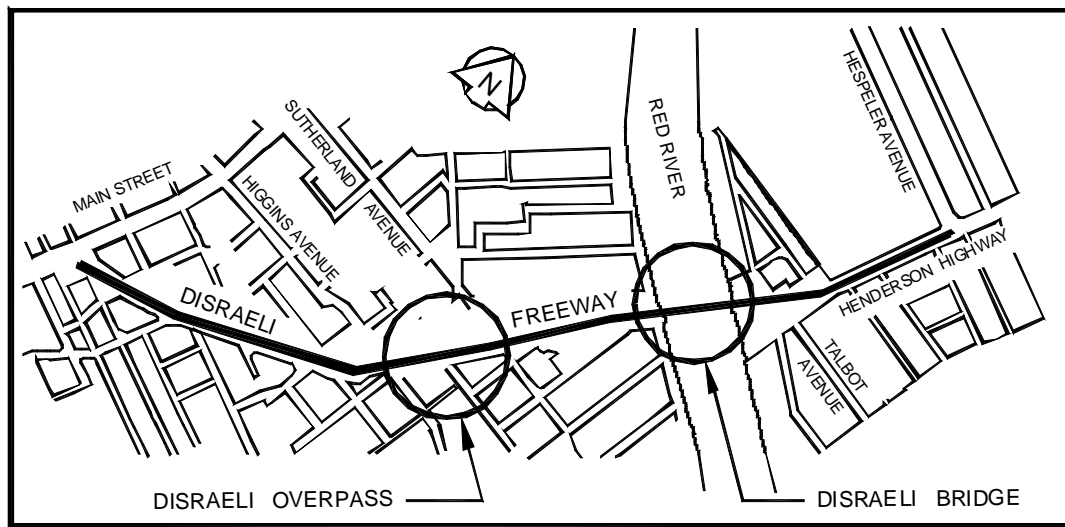 N
SUTHERLAND
AVENUE
MAIN STREET
HIGGINS AVENUE
RED RIVER
HESPELER AVENUE
DISRAELI
FREEWAY
HENDERSON HIGHWAY
TALBOT
AVENUE
DISRAELI OVERPASS
DISRAELI BRIDGE